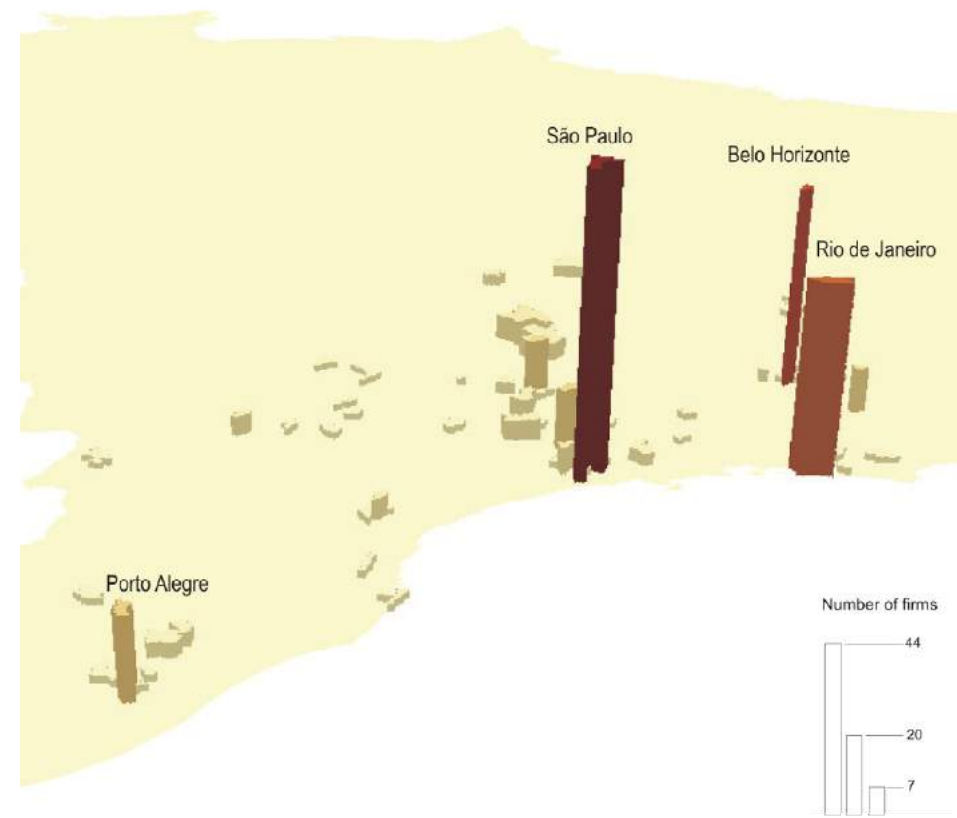 São Paulo
Belo Horizonte
Rio de Janeiro
Porto Alegre
Number of firms
44
20
7